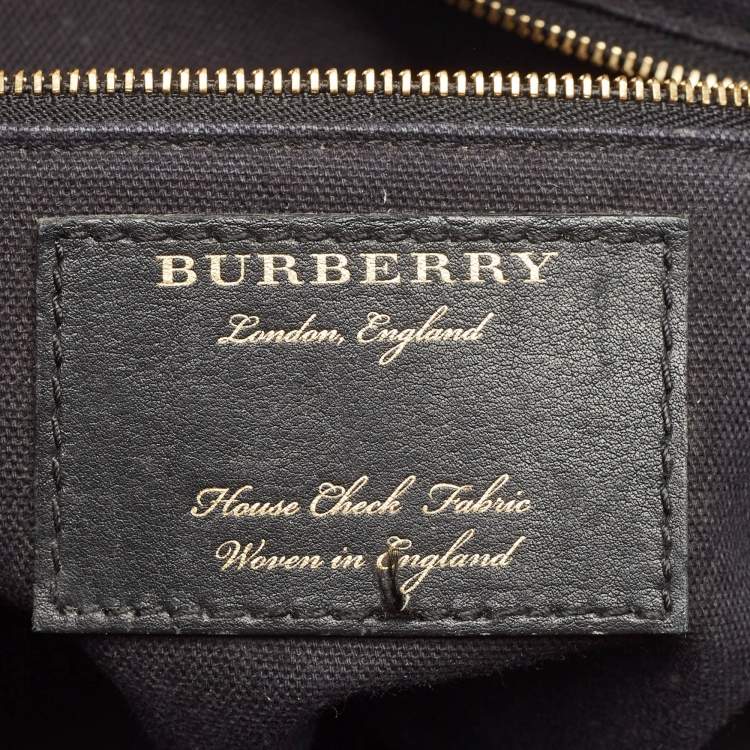 BURBERRY
London, England
House Check Fabric
Woven in England